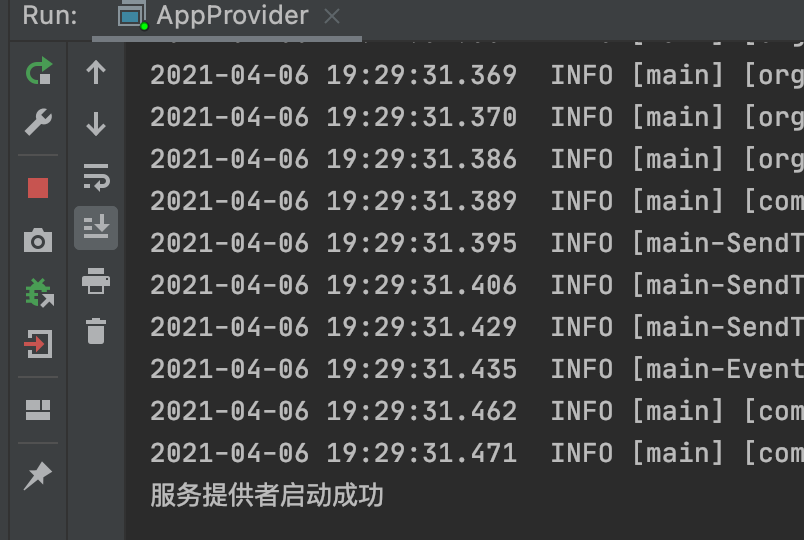 Run: AppProvider
2021-04-06 19:29:31.369 INFO [main] [org
2021-04-06 19:29:31.370 INFO [main] [org
2021-04-06 19:29:31.386 INFO [main] [org
2021-04-06 19:29:31.389 INFO [main] [com
2021-04-06 19:29:31.395 INFO [main-SendT
2021-04-06 19:29:31.406 INFO [main-SendT
2021-04-06 19:29:31.429 INFO [main-SendT
2021-04-06 19:29:31.435 INFO [main-Event
2021-04-06 19:29:31.462 INFO [main] [com
2021-04-06 19:29:31.471 INFO [main] [com
服务提供者启动成功